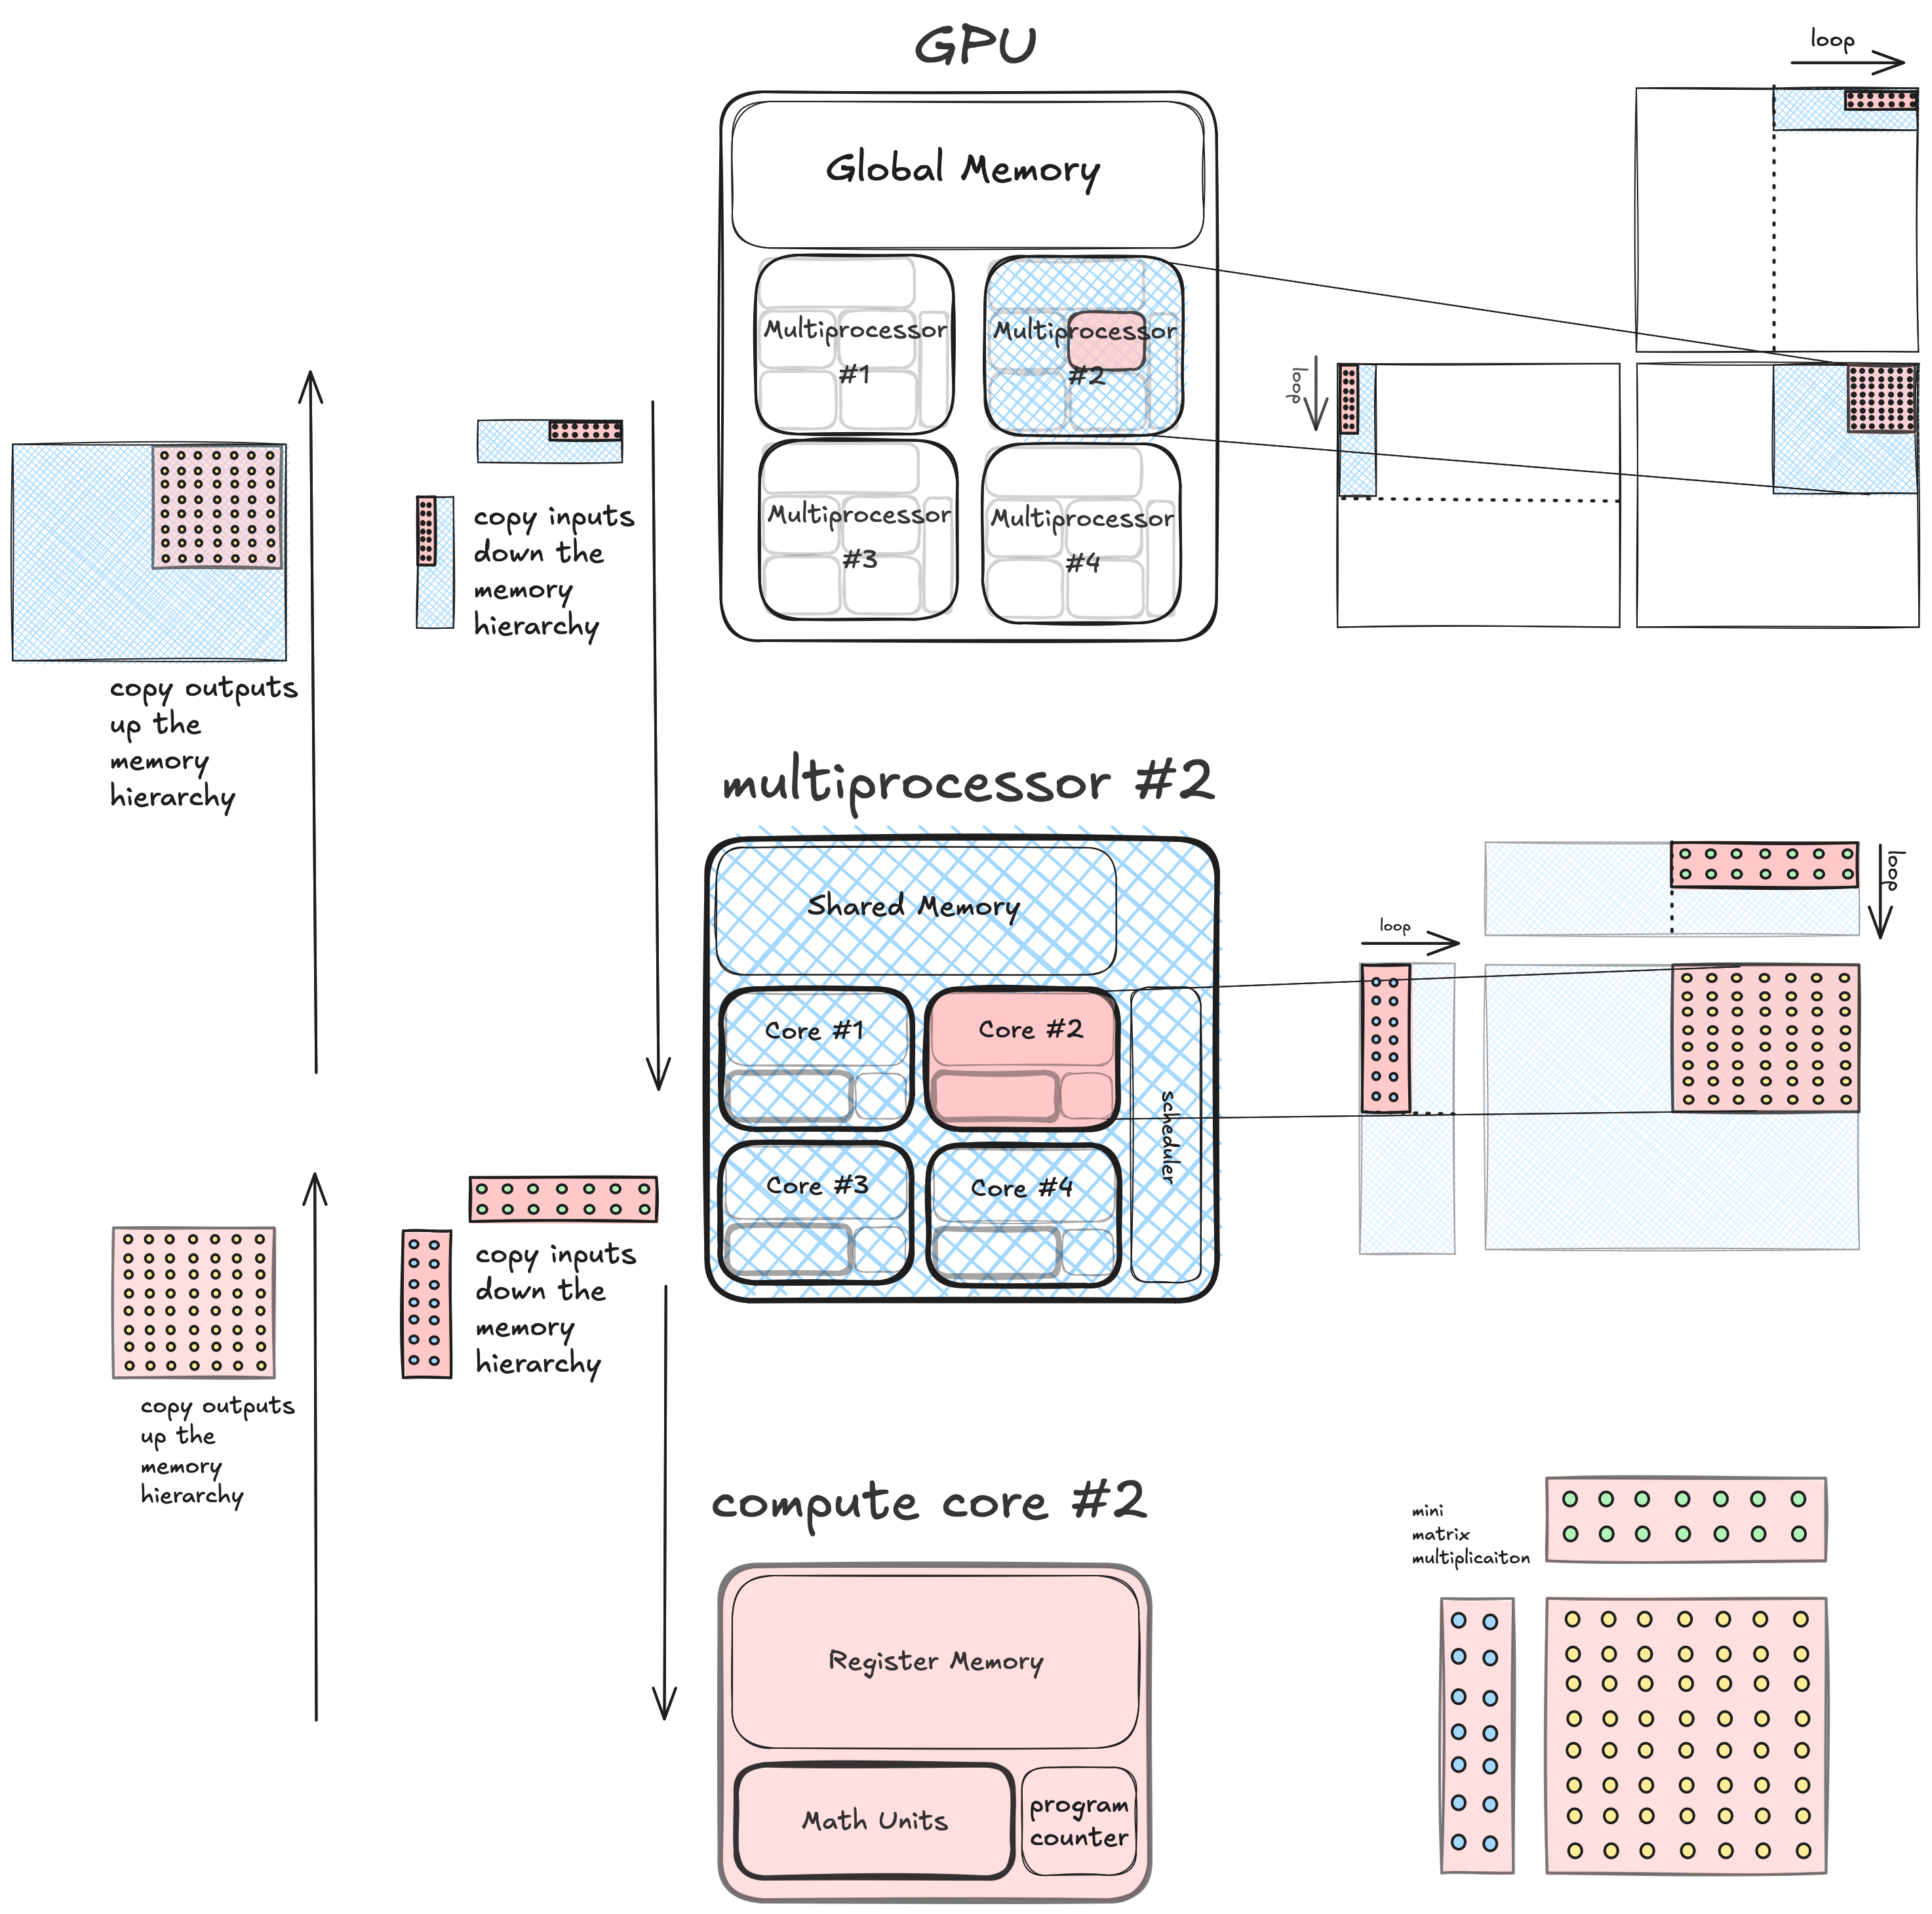 GPU
loop
Global Memory
Multiprocessor
#1
Multiprocessor
#2
loop
Multiprocessor
#3
Multiprocessor
#4
copy inputs
down the
memory
hierarchy
copy outputs
up the
memory
hierarchy
multiprocessor #2
Shared Memory
loop
loop
Core #1
Core #2
scheduler
Core #3
Core #4
copy inputs
down the
memory
hierarchy
copy outputs
up the
memory
hierarchy
compute core #2
mini
matrix
multiplicaiton
Register Memory
Math Units
program
counter